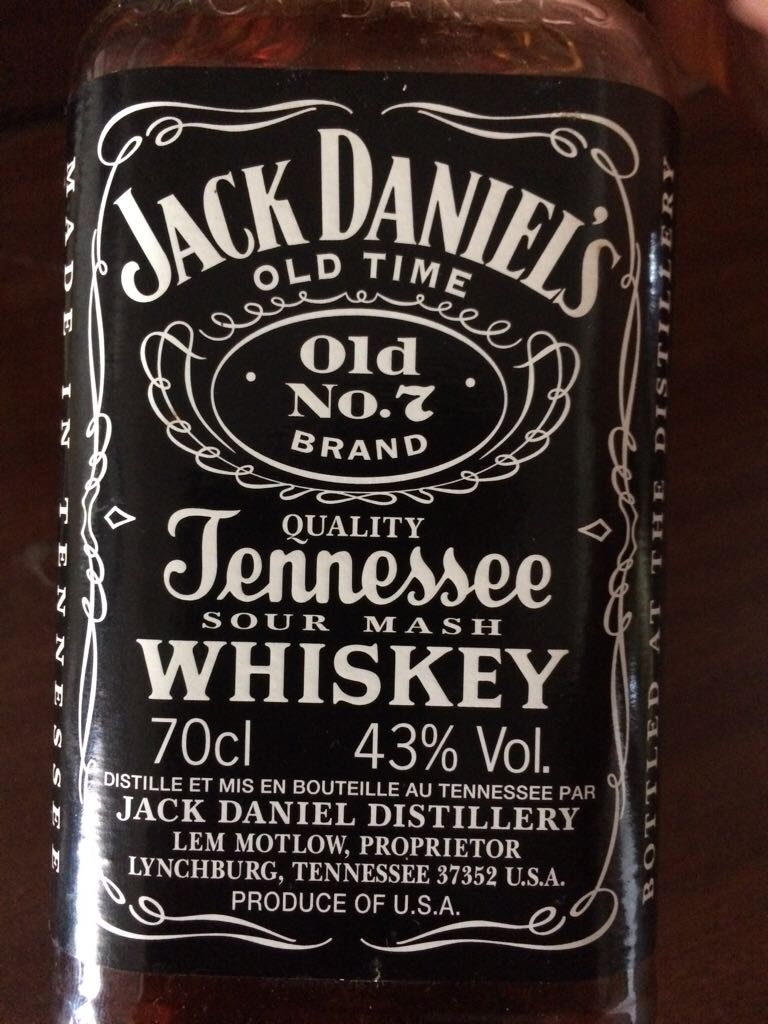 JACK DANIEL'S
OLD TIME
Old
No.7
BRAND
QUALITY
Tennessee
SOUR MASH
WHISKEY
70cl 43% Vol.
DISTILLE ET MIS EN BOUTEILLE AU TENNESSEE PAR
JACK DANIEL DISTILLERY
LEM MOTLOW, PROPRIETOR
LYNCHBURG, TENNESSEE 37352 U.S.A.
PRODUCE OF U.S.A.
MADE IN TENNESSEE
BOTTLED AT THE DISTILLERY